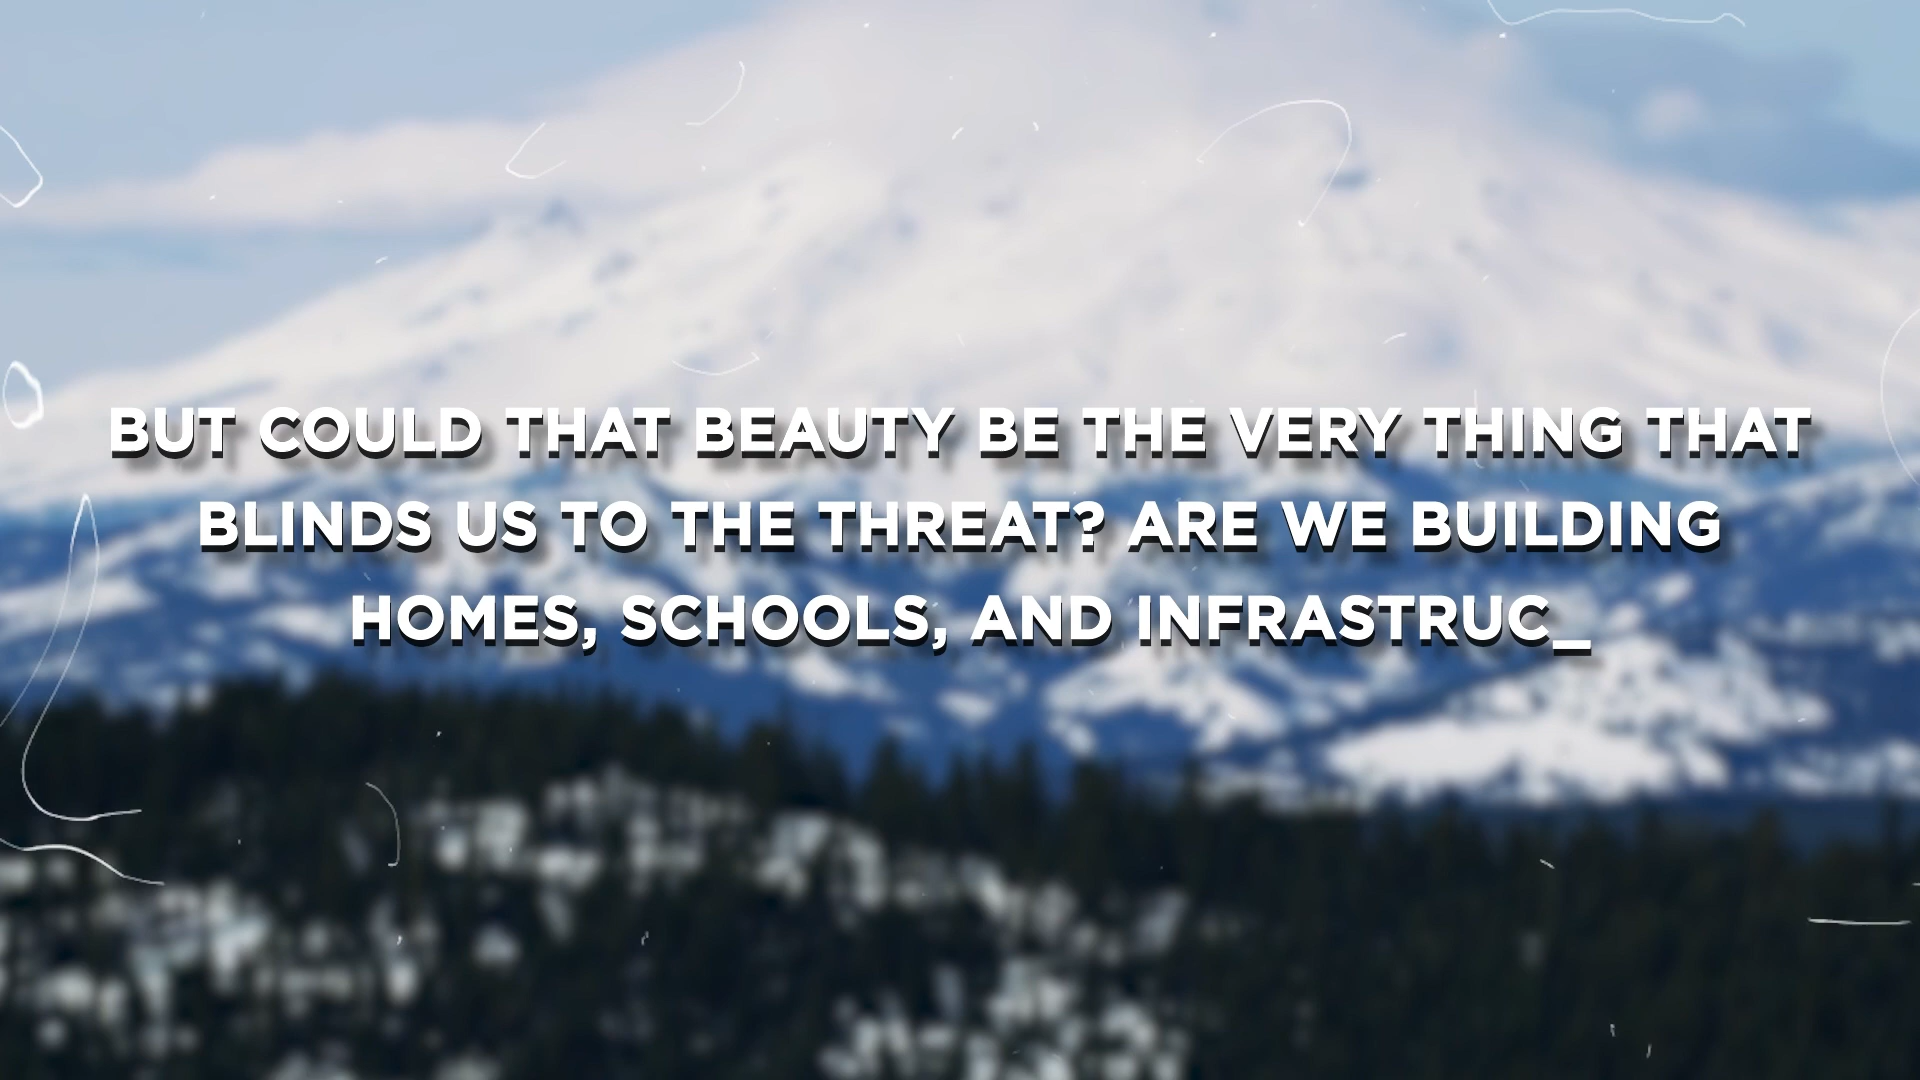 BUT COULD THAT BEAUTY BE THE VERY THING THAT
BLINDS US TO THE THREAT? ARE WE BUILDING
HOMES, SCHOOLS, AND INFRASTRUC_